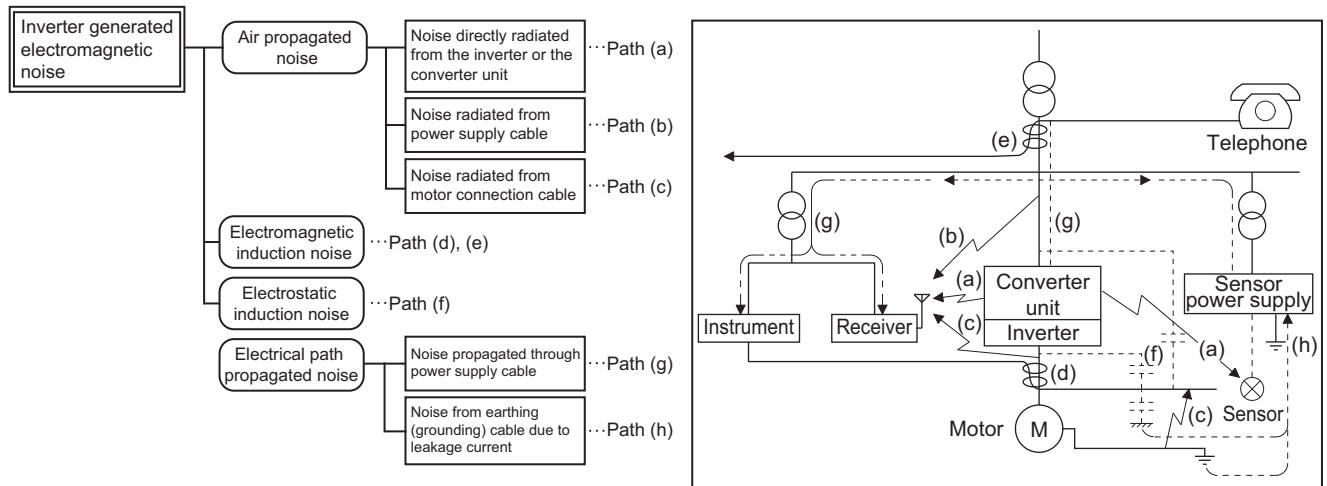 Inverter generated
electromagnetic
noise
Air propagated
noise
Noise directly radiated
from the inverter or the
converter unit
···Path (a)
Noise radiated from
power supply cable
···Path (b)
Noise radiated from
motor connection cable
···Path (c)
Electromagnetic
induction noise
···Path (d), (e)
Electrostatic
induction noise
···Path (f)
Electrical path
propagated noise
Noise propagated through
power supply cable
···Path (g)
Noise from earthing
(grounding) cable due to
leakage current
···Path (h)
(e)
Telephone
(g)
(g)
(b)
(a)
Converter
unit
Inverter
Sensor
power supply
Instrument
Receiver
(c)
(f)
(a)
(h)
(d)
Sensor
(c)
Motor
M